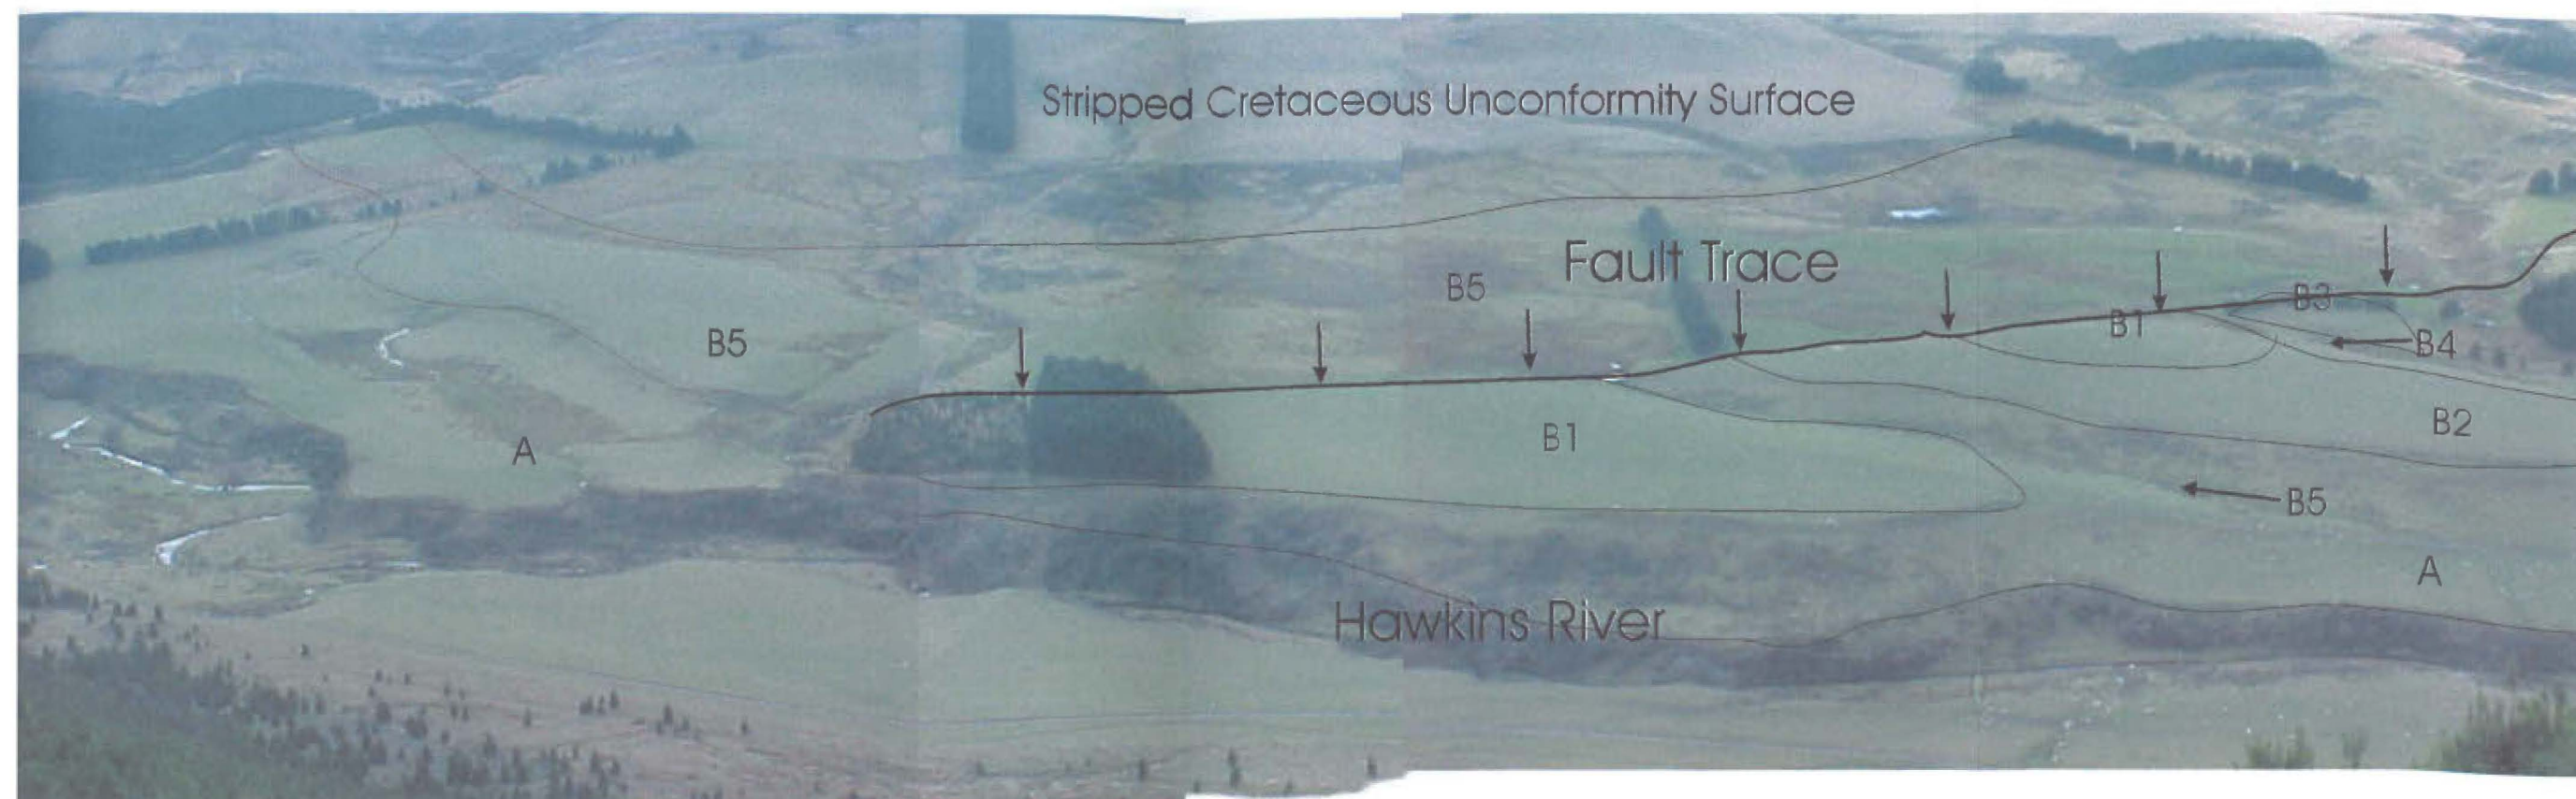 Stripped Cretaceous Unconformity Surface
Fault Trace
B5
B3
B1
B4
B5
B2
B1
A
B5
A
Hawkins River